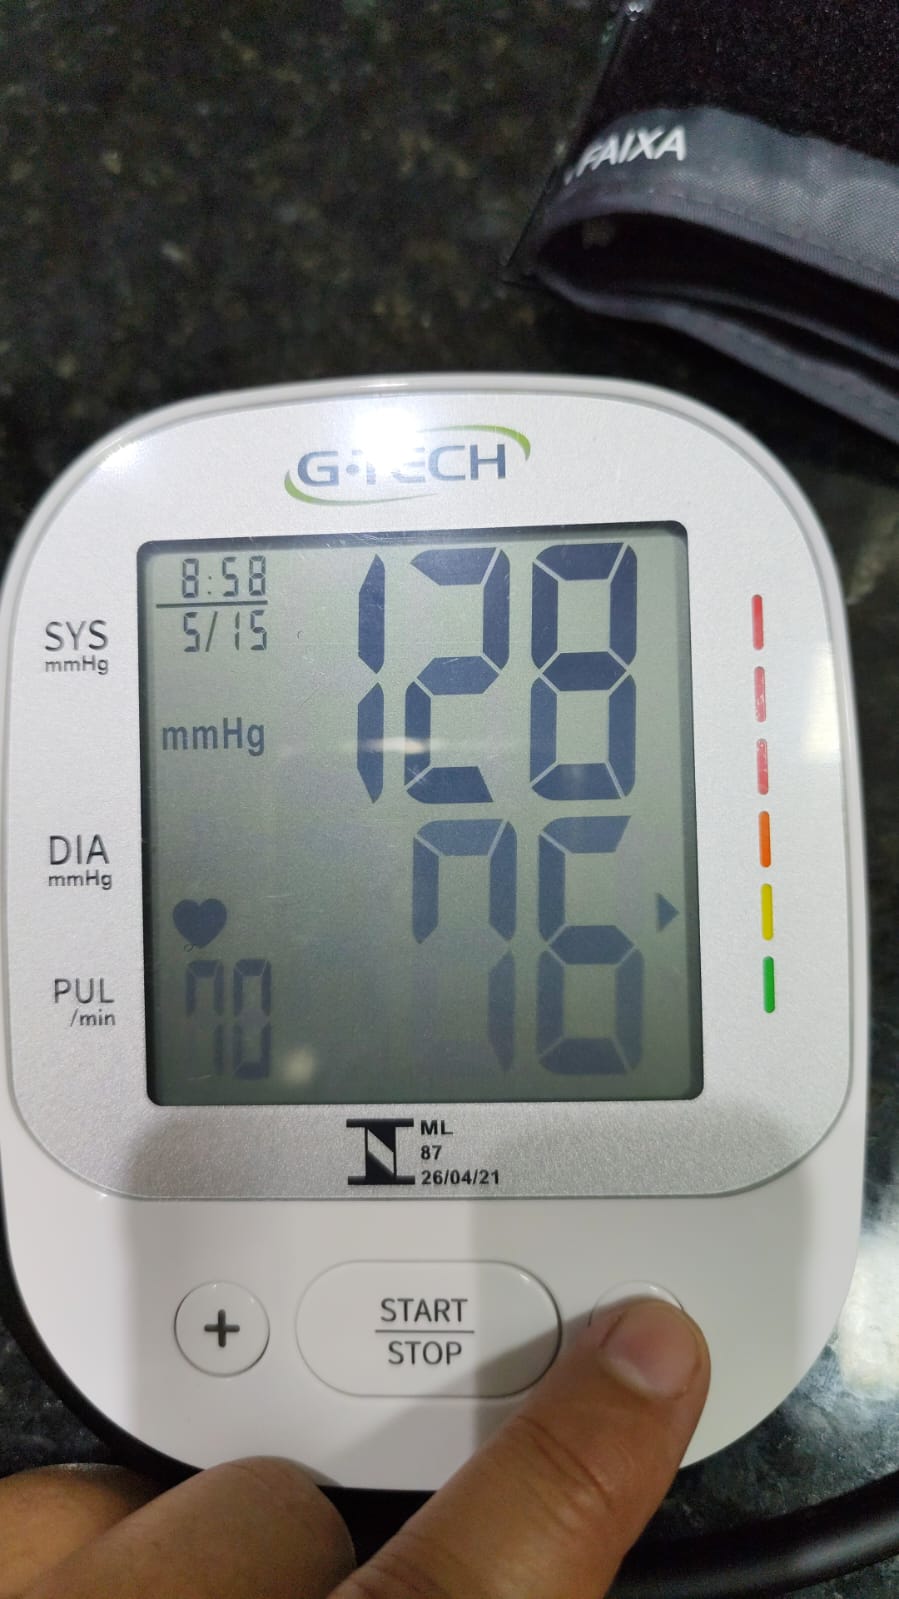 FAIXA
G·TECH
8:58
5/15
128
SYS
mmHg
mmHg
76
DIA
mmHg
70
PUL
/min
ML
87
26/04/21
+
START
STOP